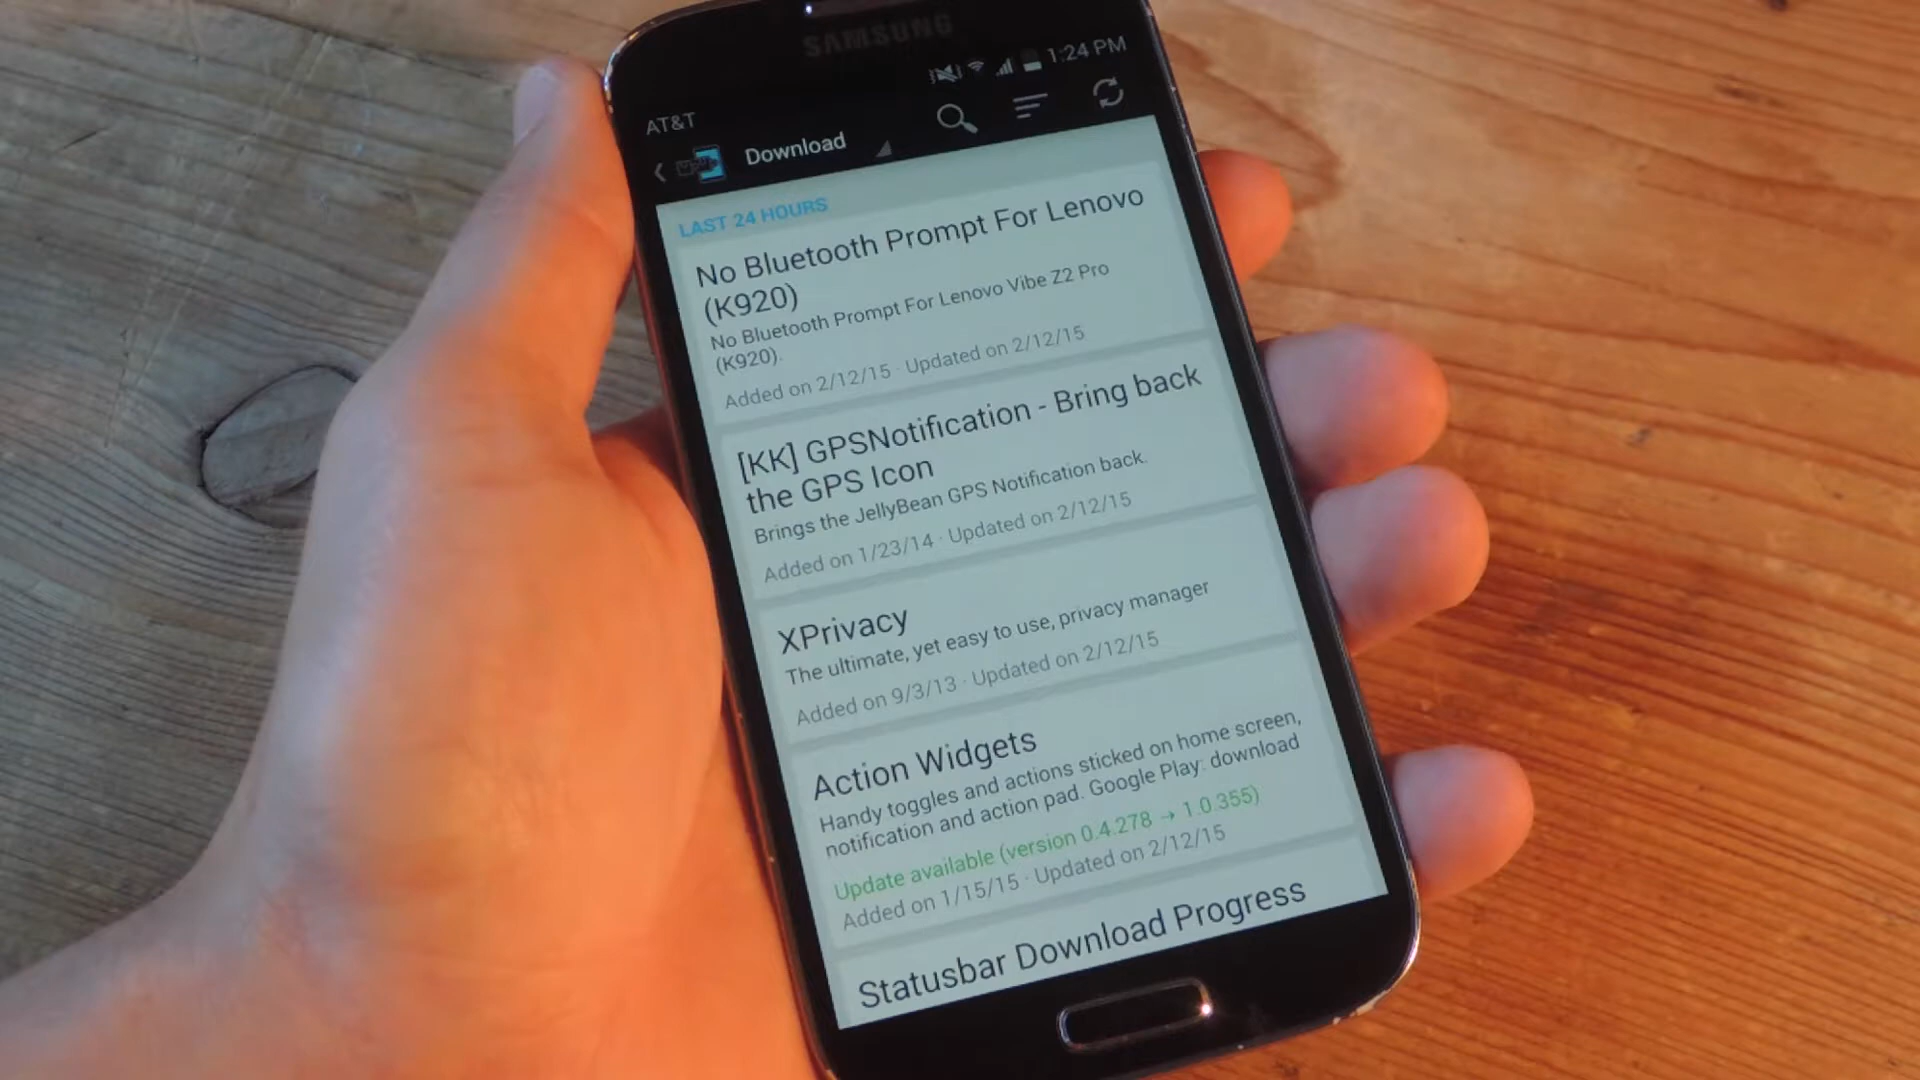 SAMSUNG
1:24 PM
AT&T
Download
LAST 24 HOURS
No Bluetooth Prompt For Lenovo
(K920)
No Bluetooth Prompt For Lenovo Vibe Z2 Pro
(K920).
Added on 2/12/15 · Updated on 2/12/15
[KK] GPSNotification - Bring back
the GPS Icon
Brings the JellyBean GPS Notification back.
Added on 1/23/14 · Updated on 2/12/15
XPrivacy
The ultimate, yet easy to use, privacy manager
Added on 9/3/13 · Updated on 2/12/15
Action Widgets
Handy toggles and actions sticked on home screen,
notification and action pad. Google Play: download
Update available (version 0.4.278 → 1.0.355)
Added on 1/15/15 · Updated on 2/12/15
Statusbar Download Progress